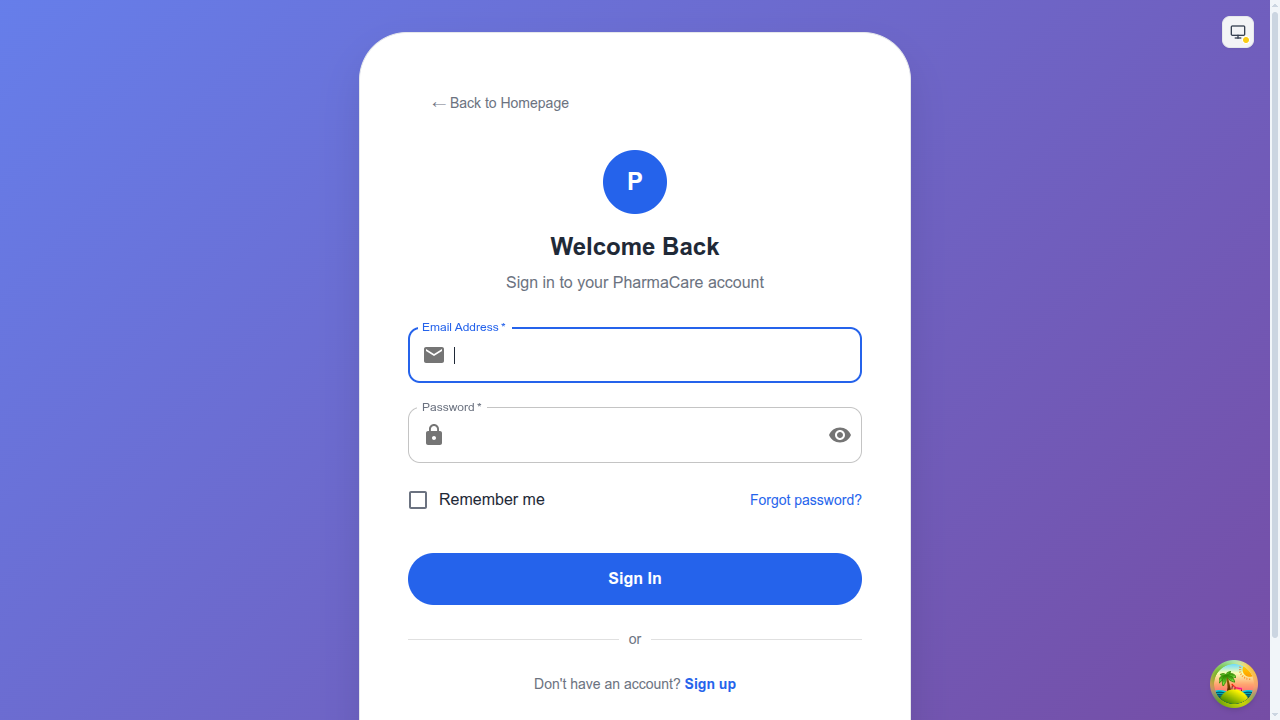 ← Back to Homepage
P
Welcome Back
Sign in to your PharmaCare account
Email Address *
Password *
Remember me
Forgot password?
Sign In
or
Don't have an account? Sign up